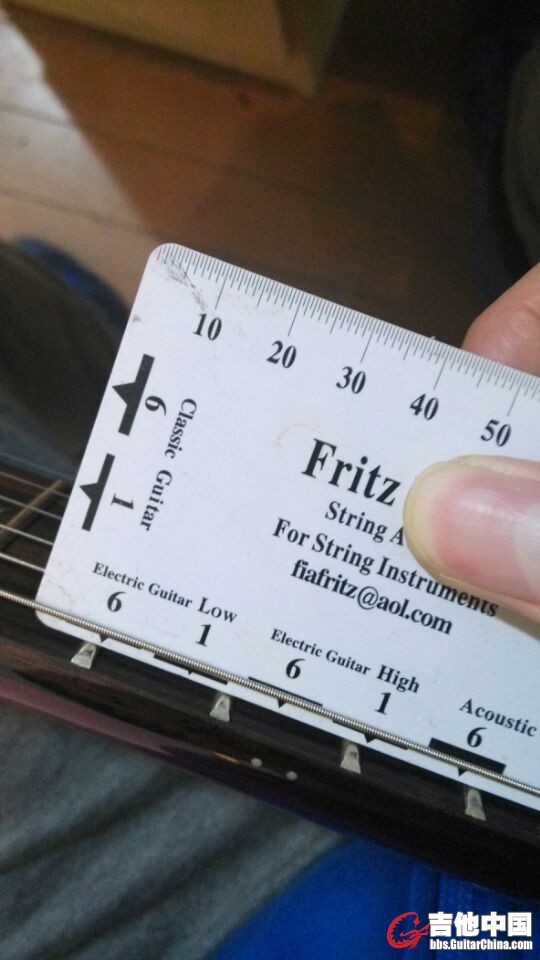 10 20 30 40 50
6
1
Classic Guitar
Fritz
String A
For String Instruments
fiafritz@aol.com
Electric Guitar Low
6 1
Electric Guitar High
6 1
Acoustic
6
吉他中国
bbs.GuitarChina.com